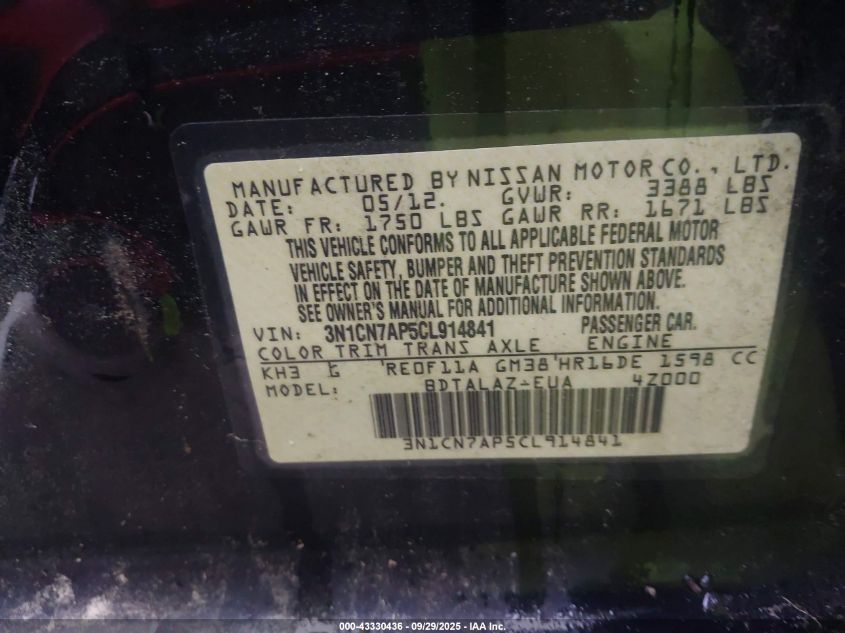 MANUFACTURED BY NISSAN MOTOR CO., LTD.
DATE: 05/12. GVWR: 3388 LBS
GAWR FR: 1750 LBS GAWR RR: 1671 LBS
THIS VEHICLE CONFORMS TO ALL APPLICABLE FEDERAL MOTOR
VEHICLE SAFETY, BUMPER AND THEFT PREVENTION STANDARDS
IN EFFECT ON THE DATE OF MANUFACTURE SHOWN ABOVE.
SEE OWNER'S MANUAL FOR ADDITIONAL INFORMATION.
VIN: 3N1CN7AP5CL914841 PASSENGER CAR.
COLOR TRIM TRANS AXLE ENGINE
KH3 G RE0F11A GM38 HR16DE 1598 CC
MODEL: BDTALAZ-EUA 4Z000
3N1CN7AP5CL914841
000-43330436 | 09/29/2025 - IAA Inc.